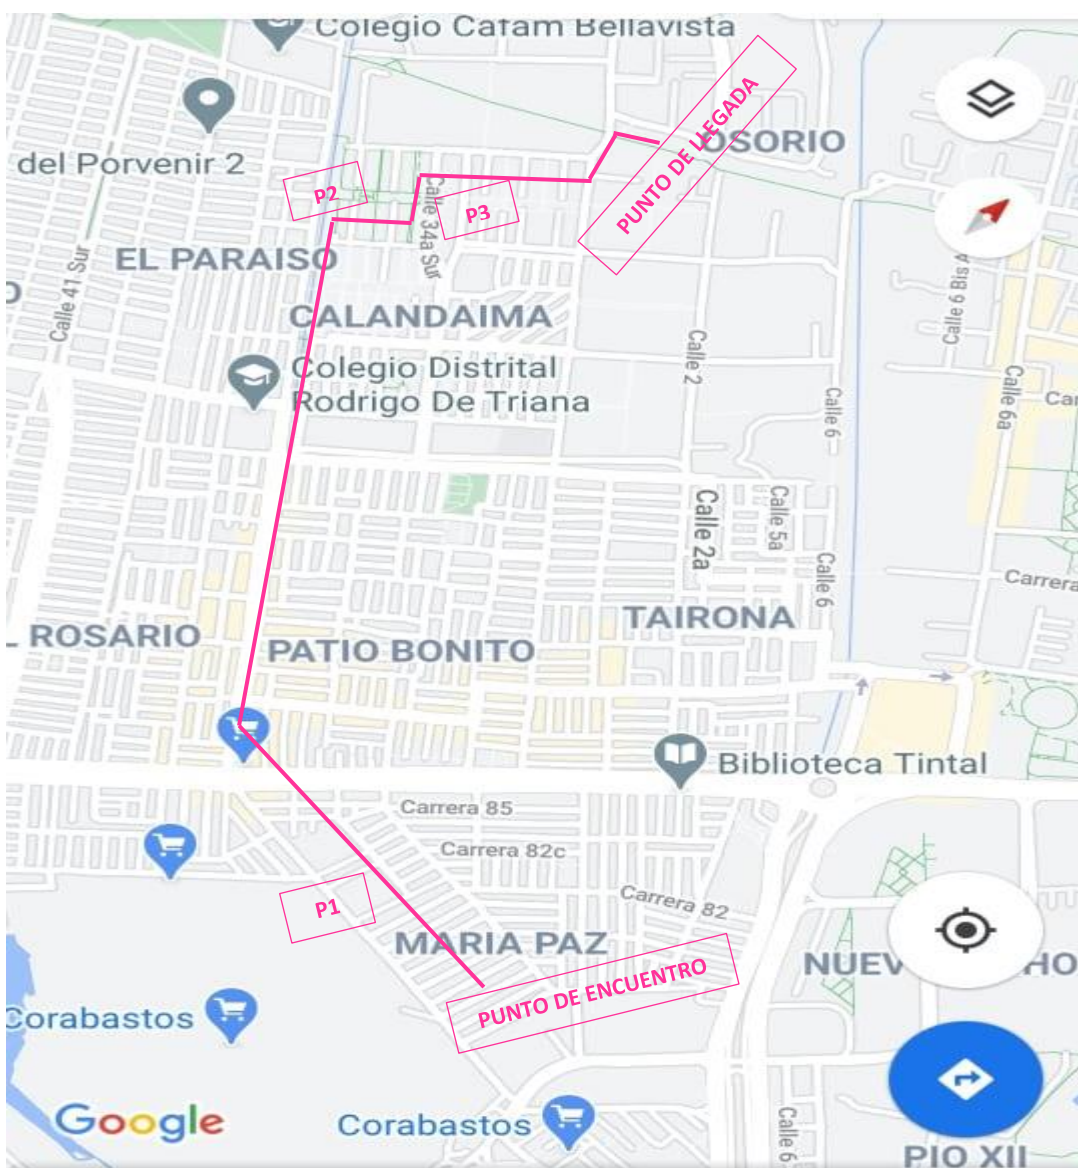 Colegio Cafam Bellavista
del Porvenir 2
OSORIO
PUNTO DE LLEGADA
P2
P3
Calle 34a Sur
Calle 41 Sur
EL PARAISO
CALANDAIMA
Colegio Distrital
Rodrigo De Triana
Calle 2
Calle 6
Calle 6a
Calle 2a
Calle 5a
Calle 6
Carrera
ROSARIO
PATIO BONITO
TAIRONA
Biblioteca Tintal
Carrera 85
Carrera 82c
Carrera 82
P1
MARIA PAZ
PUNTO DE ENCUENTRO
Corabastos
Google
Corabastos
Calle 6
PIO XII